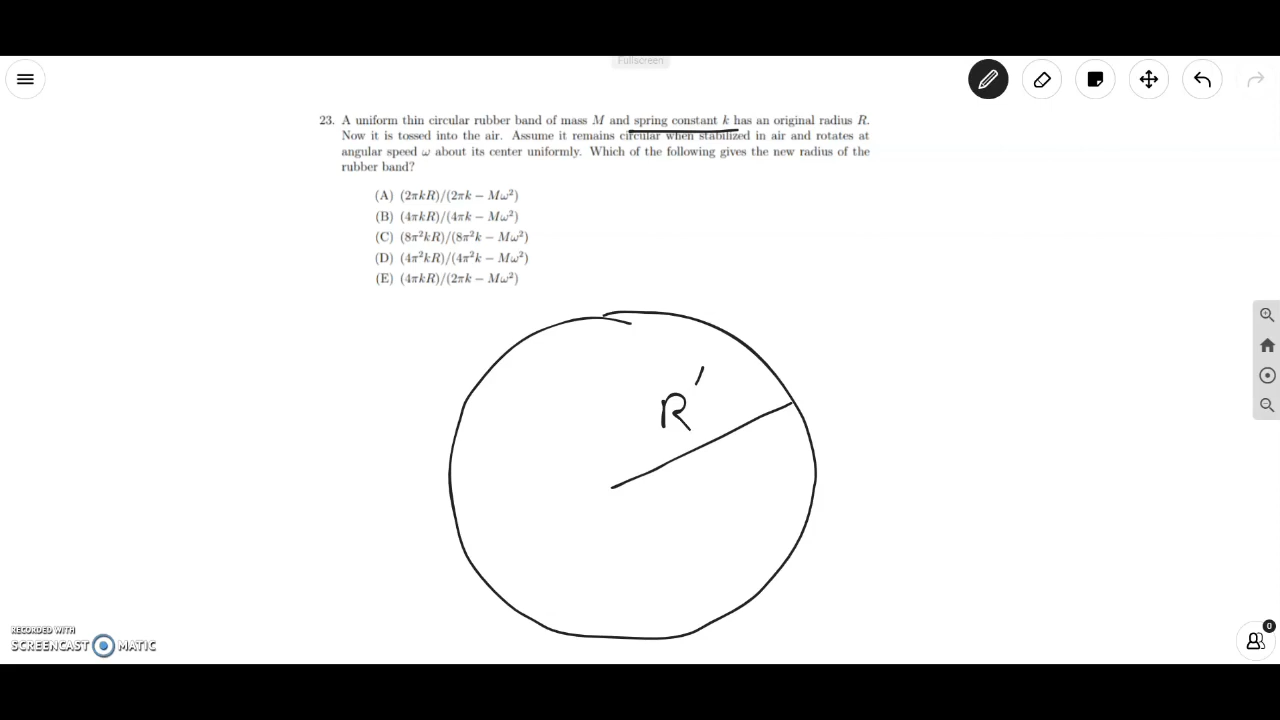 Fullscreen
23. A uniform thin circular rubber band of mass M and spring constant k has an original radius R.
Now it is tossed into the air. Assume it remains circular when stabilized in air and rotates at
angular speed ω about its center uniformly. Which of the following gives the new radius of the
rubber band?
(A) (2πkR)/(2πk − Mω²)
(B) (4πkR)/(4πk − Mω²)
(C) (8π²kR)/(8π²k − Mω²)
(D) (4π²kR)/(4π²k − Mω²)
(E) (4πkR)/(2πk − Mω²)
R′
RECORDED WITH
SCREENCAST MATIC
0